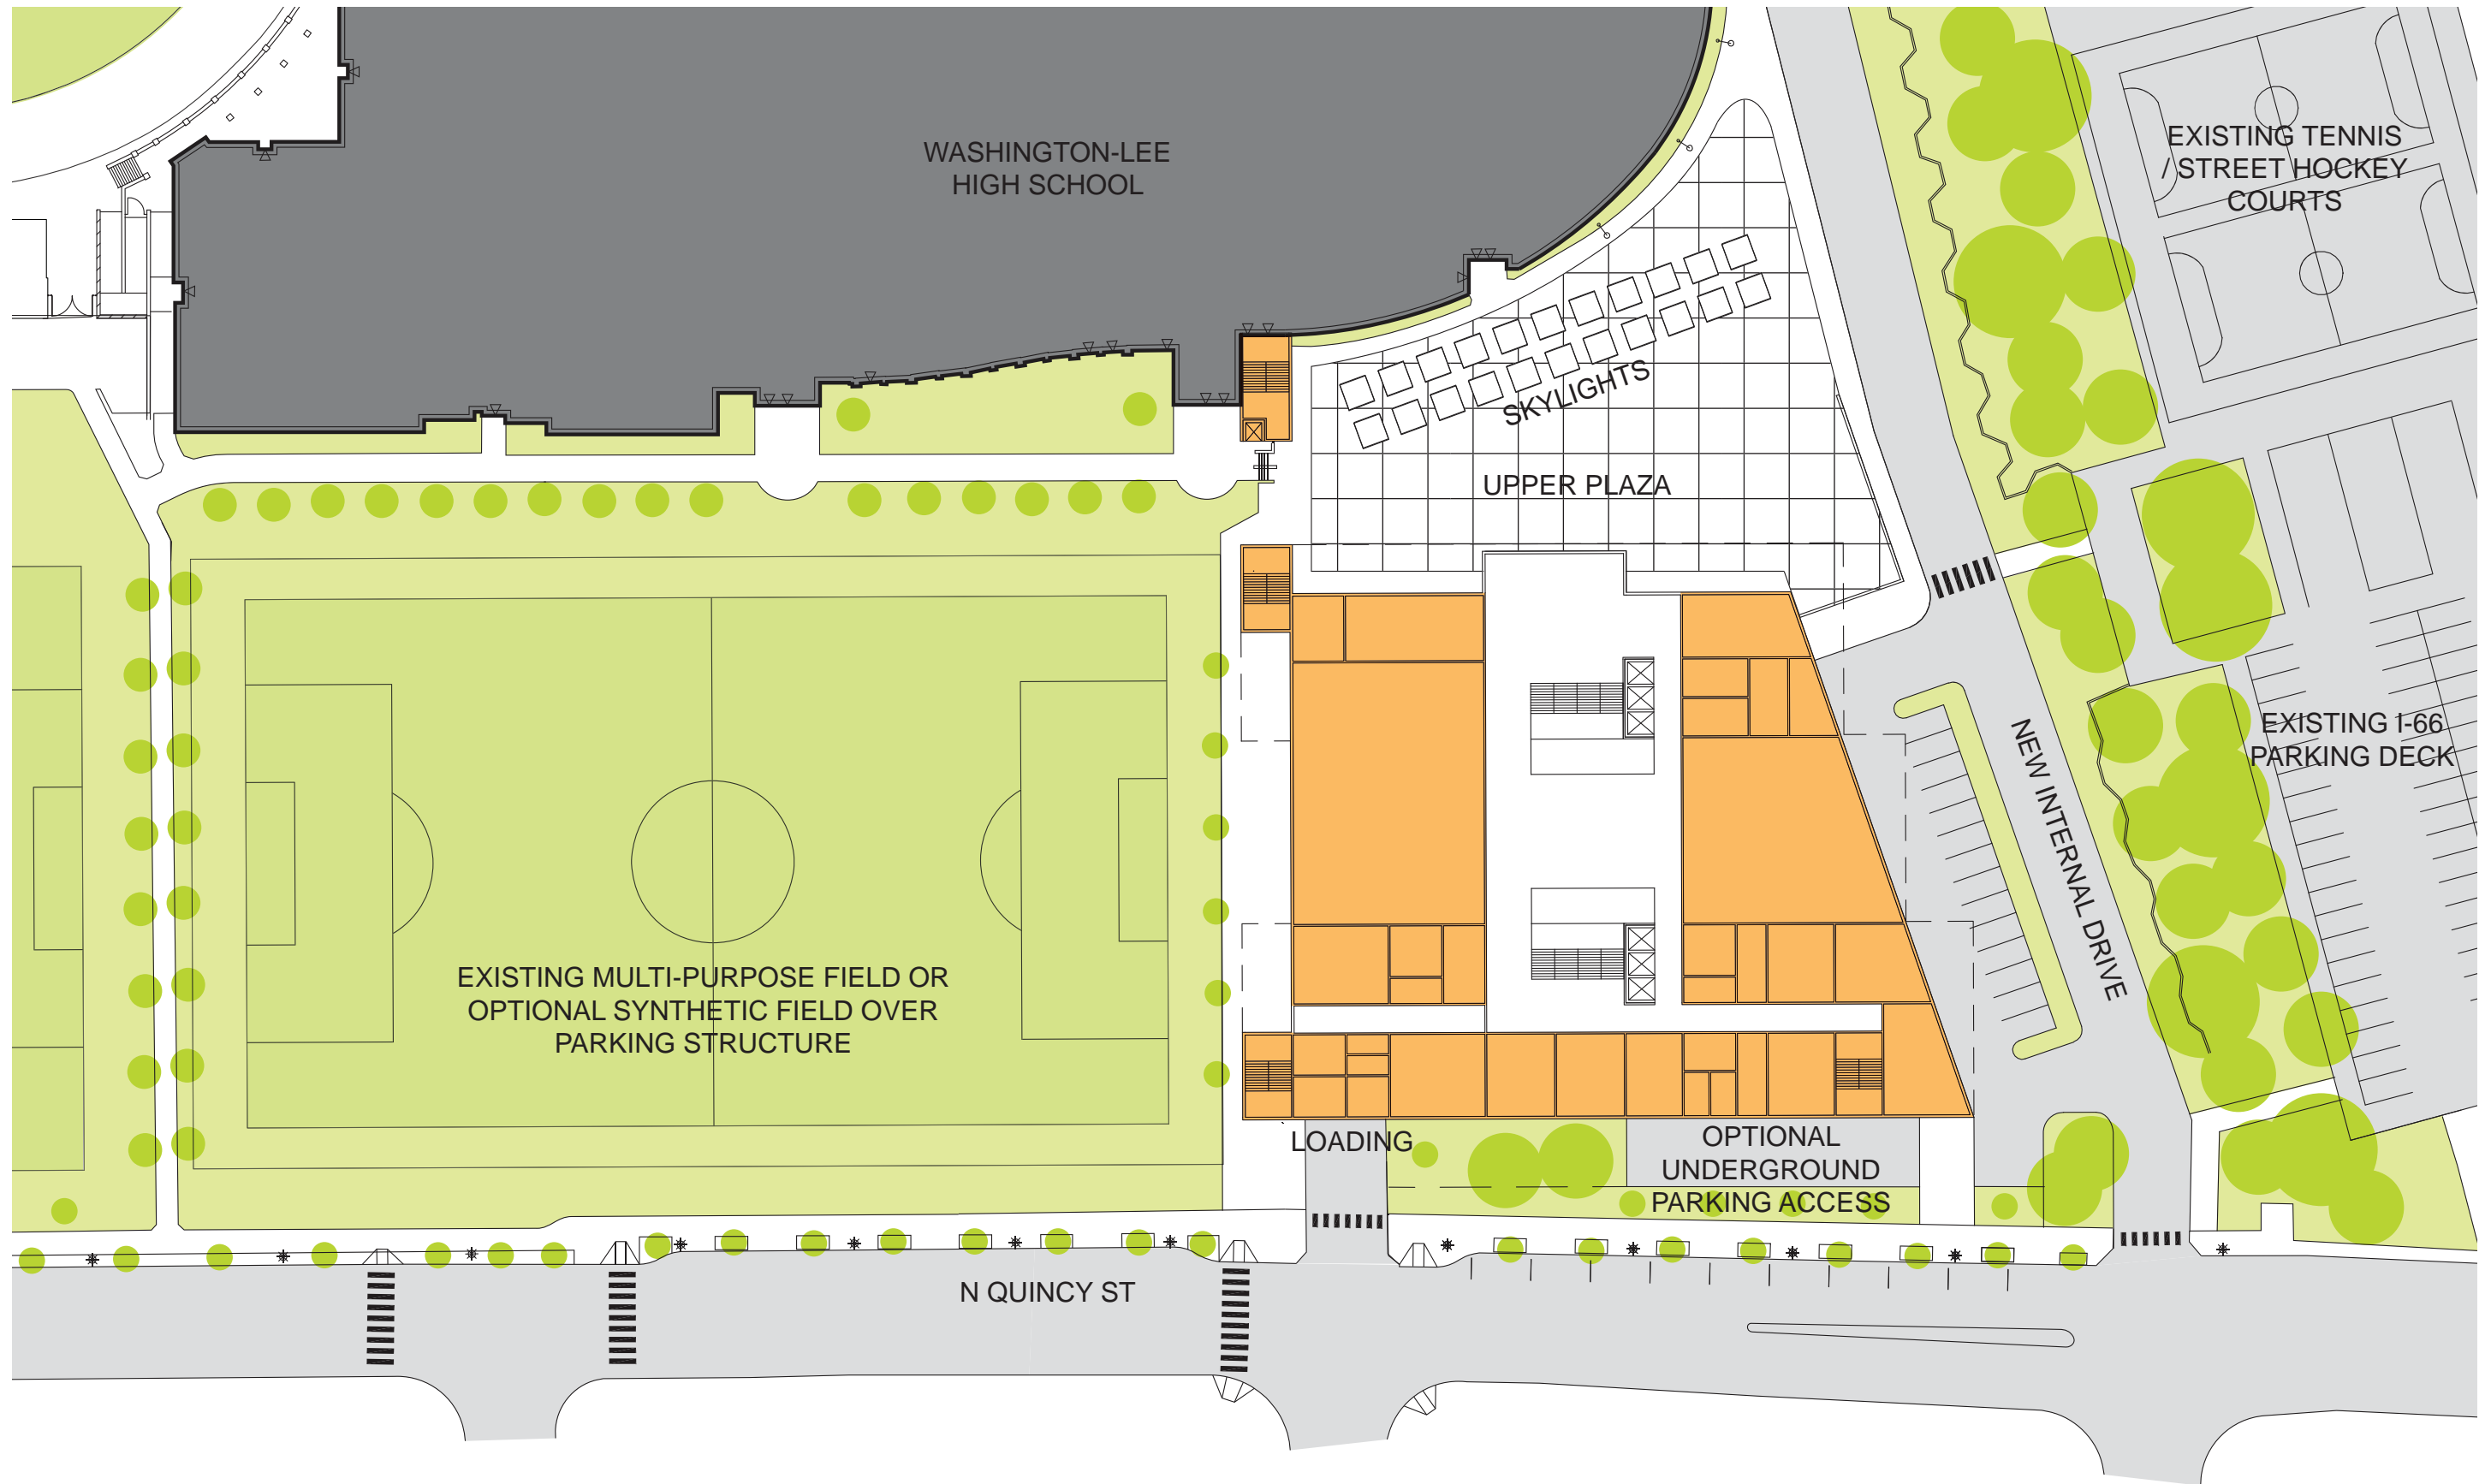 WASHINGTON-LEE
HIGH SCHOOL
EXISTING TENNIS
/ STREET HOCKEY
COURTS
SKYLIGHTS
UPPER PLAZA
EXISTING I-66
PARKING DECK
NEW INTERNAL DRIVE
EXISTING MULTI-PURPOSE FIELD OR
OPTIONAL SYNTHETIC FIELD OVER
PARKING STRUCTURE
LOADING
OPTIONAL
UNDERGROUND
PARKING ACCESS
N QUINCY ST